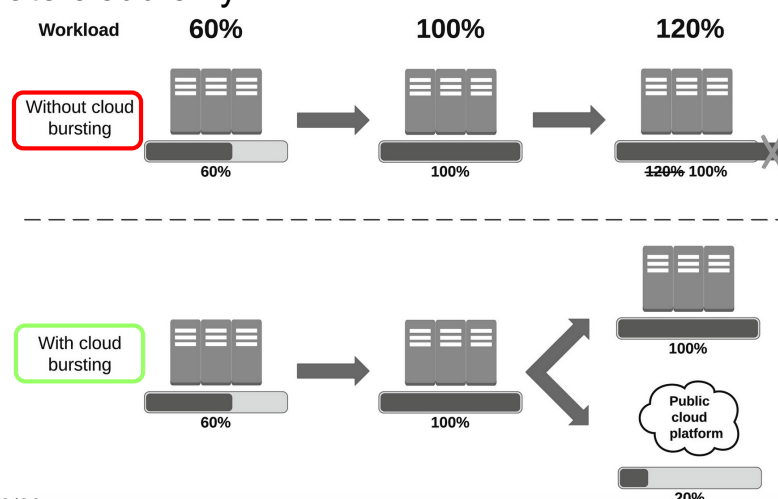 Workload 60% 100% 120%
Without cloud
bursting
60% 100% 120% 100%
With cloud
bursting
60% 100%
100%
Public
cloud
platform
20%